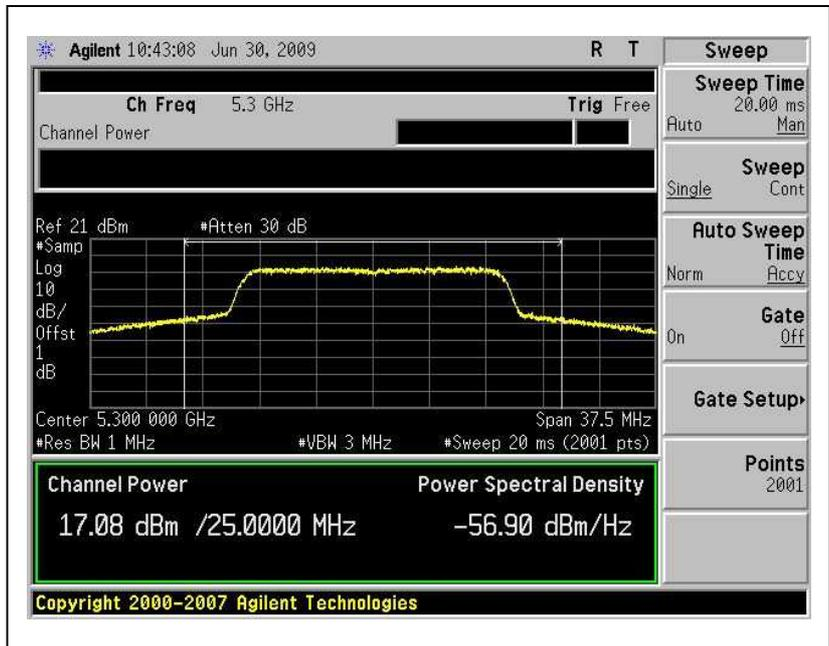 Agilent 10:43:08 Jun 30, 2009 R T
Ch Freq 5.3 GHz Trig Free
Channel Power
Ref 21 dBm #Atten 30 dB
#Samp
Log
10
dB/
Offst
1
dB
Center 5.300 000 GHz Span 37.5 MHz
#Res BW 1 MHz #VBW 3 MHz #Sweep 20 ms (2001 pts)
Channel Power Power Spectral Density
17.08 dBm /25.0000 MHz -56.90 dBm/Hz
Copyright 2000-2007 Agilent Technologies
Sweep
Sweep Time
20.00 ms
Auto Man
Sweep
Single Cont
Auto Sweep
Time
Norm Accy
Gate
On Off
Gate Setup
Points
2001